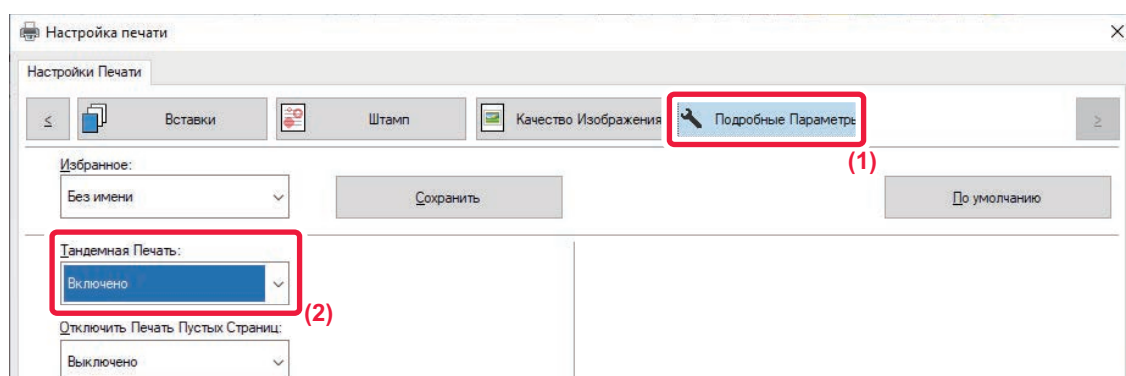 Настройка печати
Настройки Печати
≤ Вставки Штамп Качество Изображения Подробные Параметры ≥
(1)
Избранное:
Без имени Сохранить По умолчанию
Тандемная Печать:
Включено
(2)
Отключить Печать Пустых Страниц:
Выключено